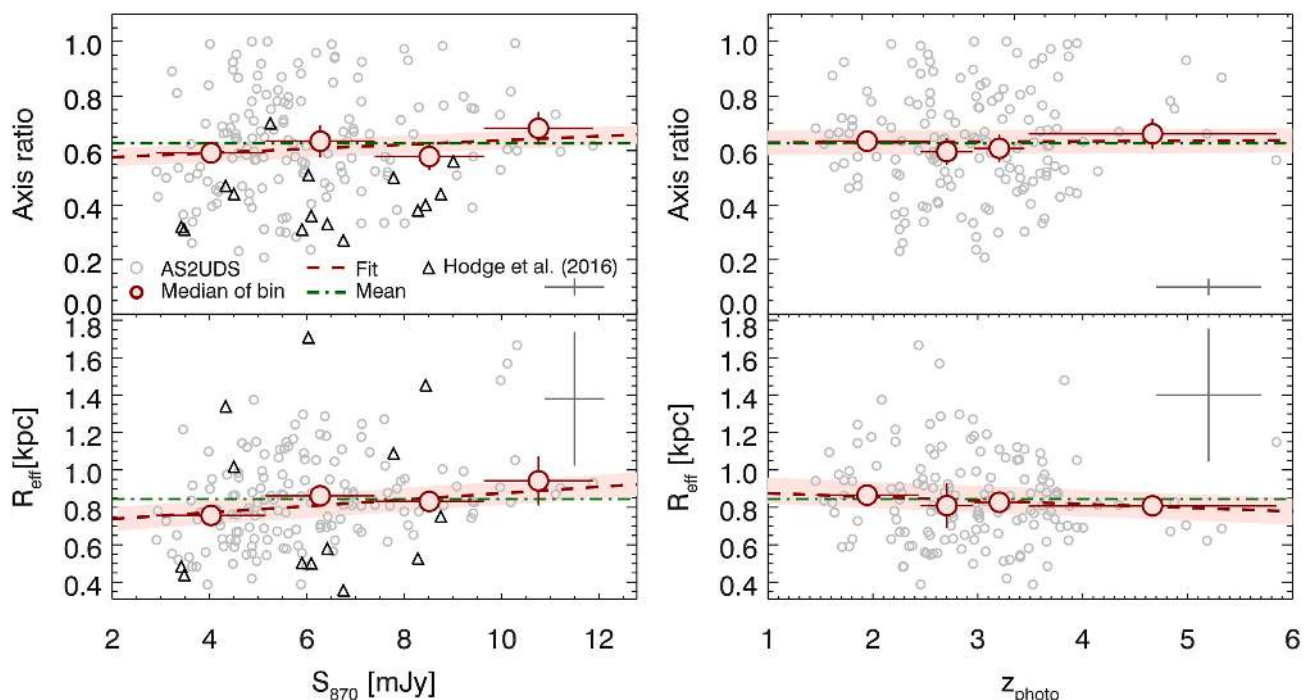 Axis ratio
1.0
0.8
0.6
0.4
0.2
0.0
AS2UDS
Fit
Hodge et al. (2016)
Median of bin
Mean
Axis ratio
1.0
0.8
0.6
0.4
0.2
0.0
R_eff[kpc]
1.8
1.6
1.4
1.2
1.0
0.8
0.6
0.4
2 4 6 8 10 12
S_870 [mJy]
R_eff [kpc]
1.8
1.6
1.4
1.2
1.0
0.8
0.6
0.4
1 2 3 4 5 6
z_photo